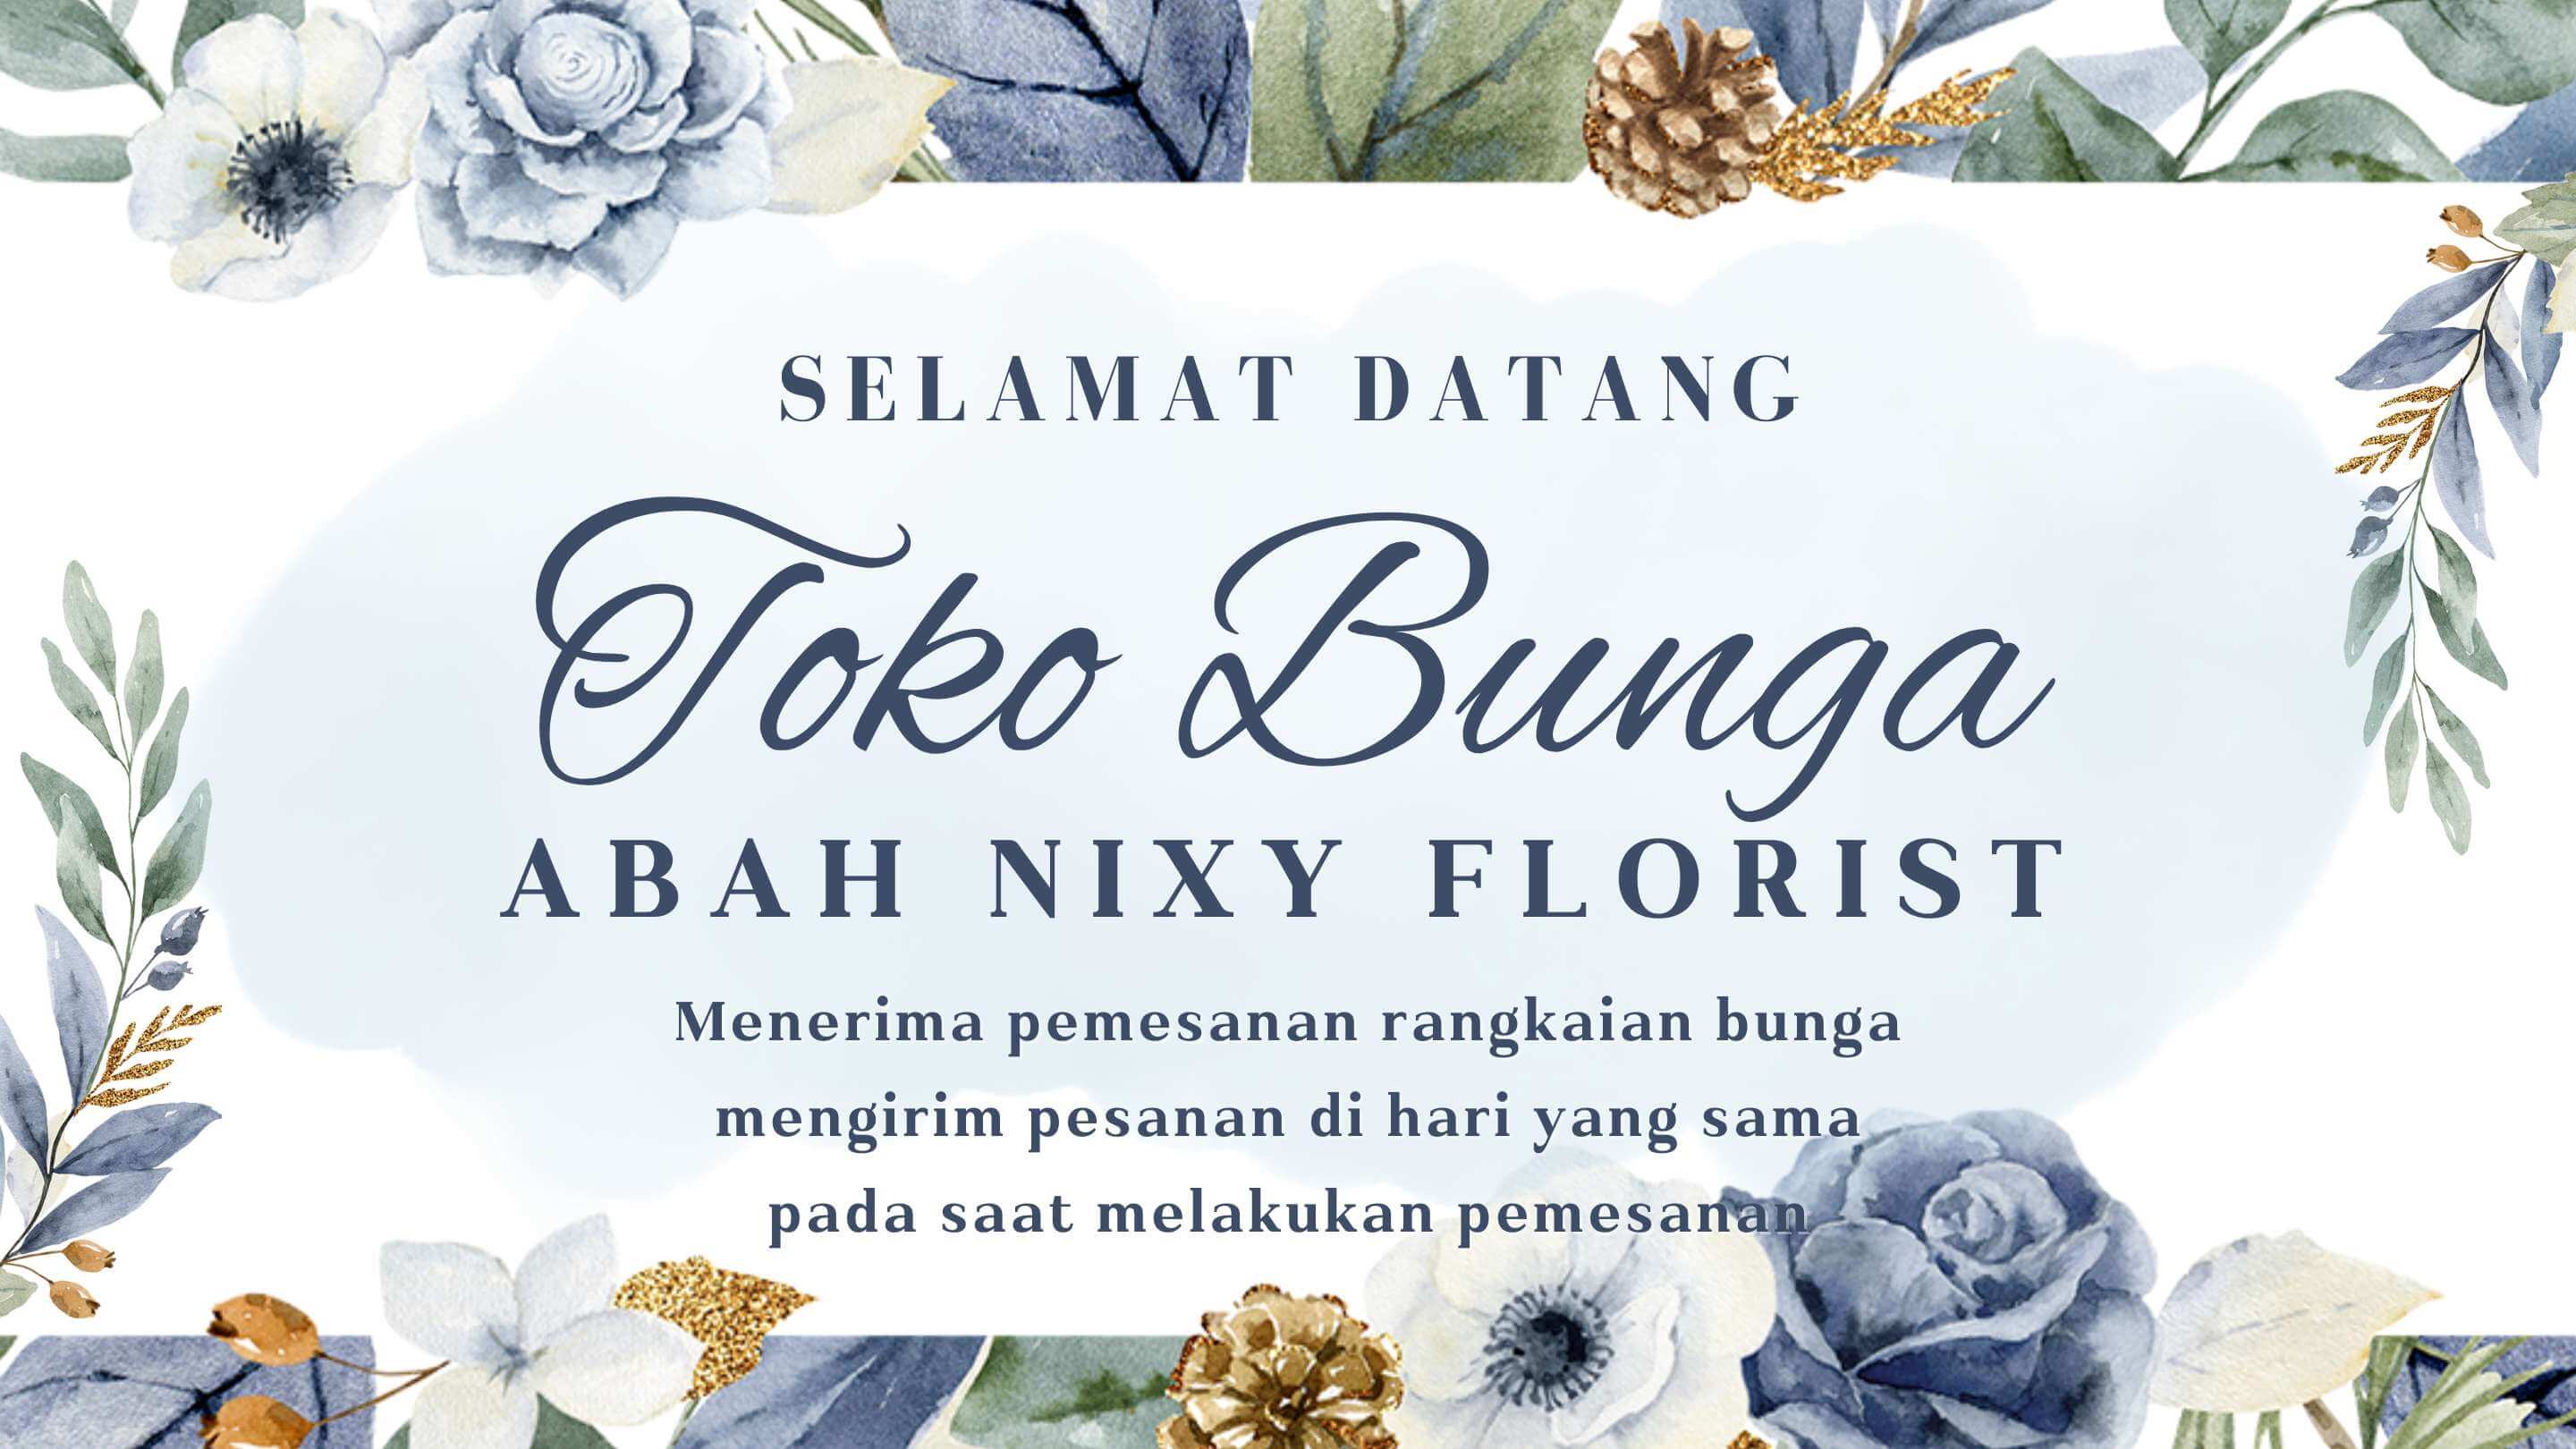 SELAMAT DATANG
Toko Bunga
ABAH NIXY FLORIST
Menerima pemesanan rangkaian bunga
mengirim pesanan di hari yang sama
pada saat melakukan pemesanan